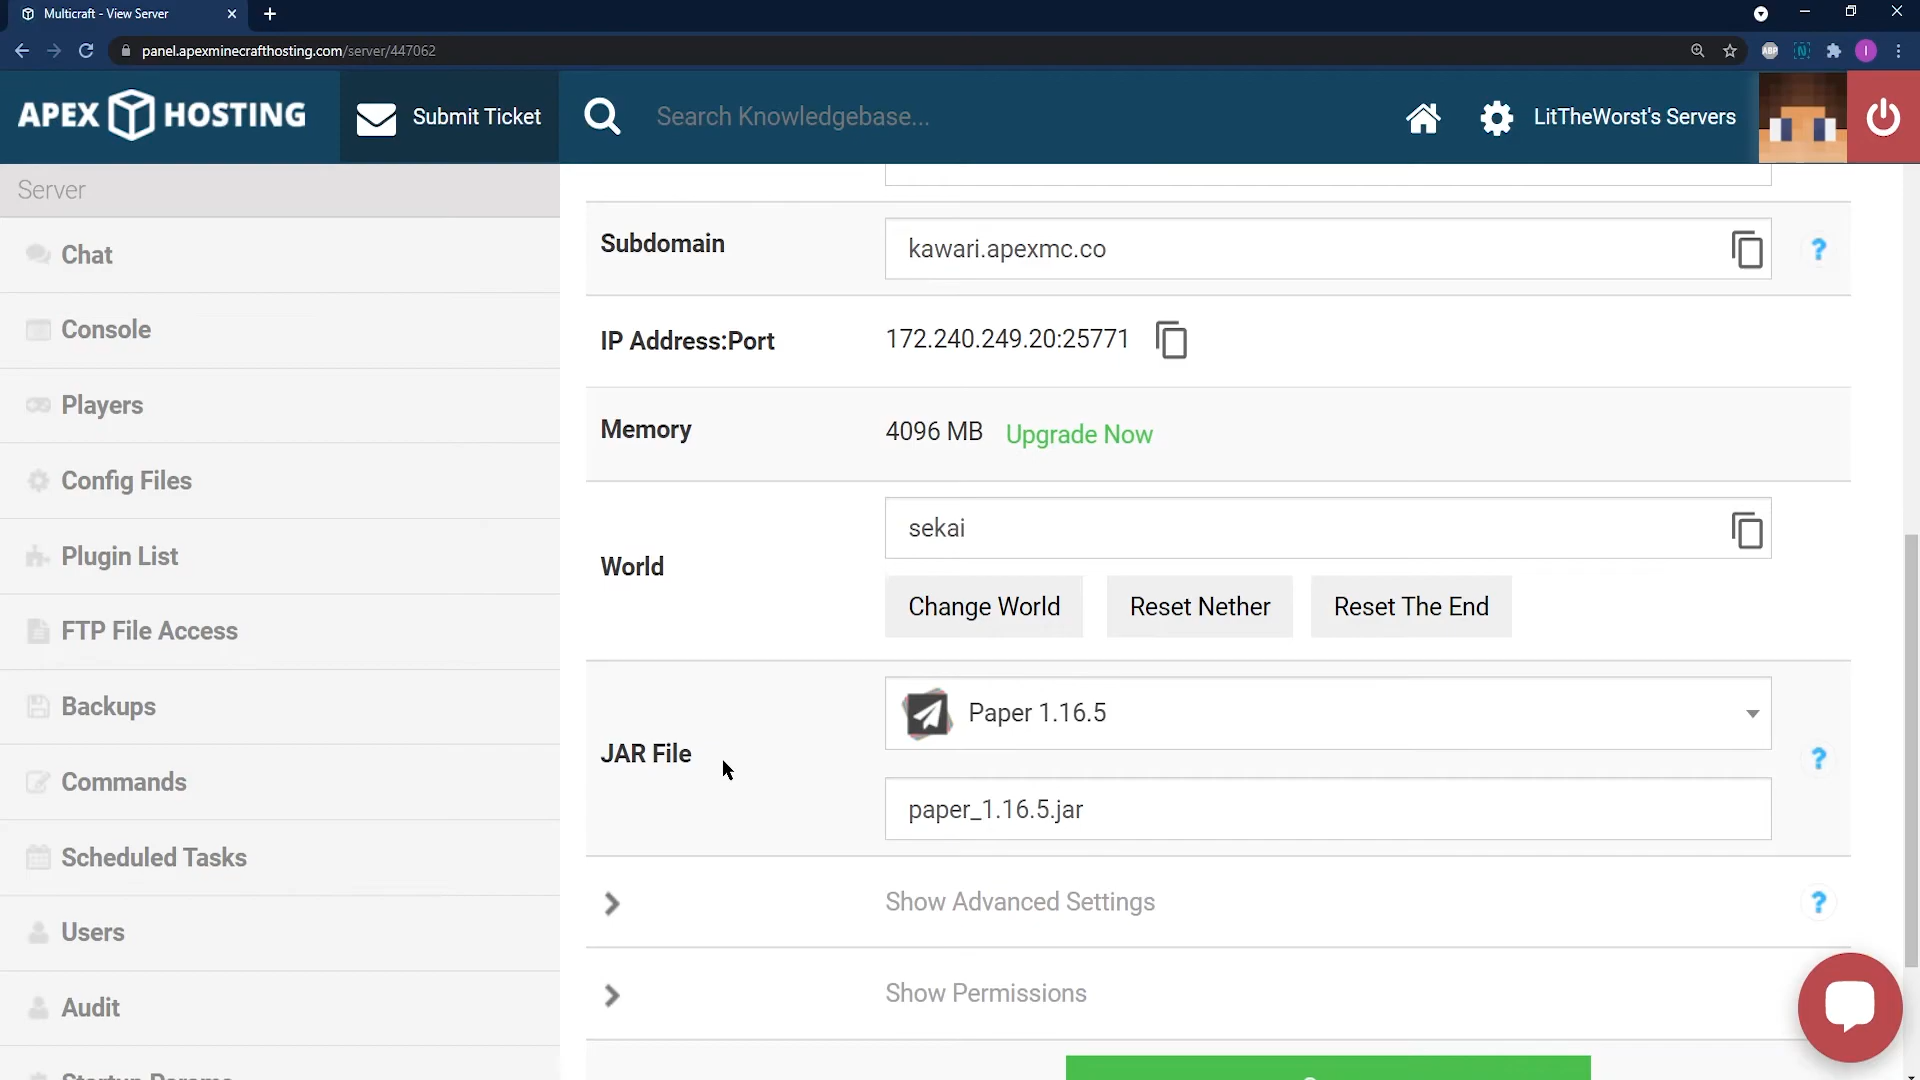 Multicraft - View Server
panel.apexminecrafthosting.com/server/447062
ABP
N
I
APEX HOSTING
Submit Ticket
Search Knowledgebase...
LitTheWorst's Servers
Server
Chat
Console
Players
Config Files
Plugin List
FTP File Access
Backups
Commands
Scheduled Tasks
Users
Audit
Startup Params
Subdomain
kawari.apexmc.co
?
IP Address:Port
172.240.249.20:25771
Memory
4096 MB Upgrade Now
World
sekai
Change World
Reset Nether
Reset The End
JAR File
Paper 1.16.5
paper_1.16.5.jar
?
Show Advanced Settings
?
Show Permissions